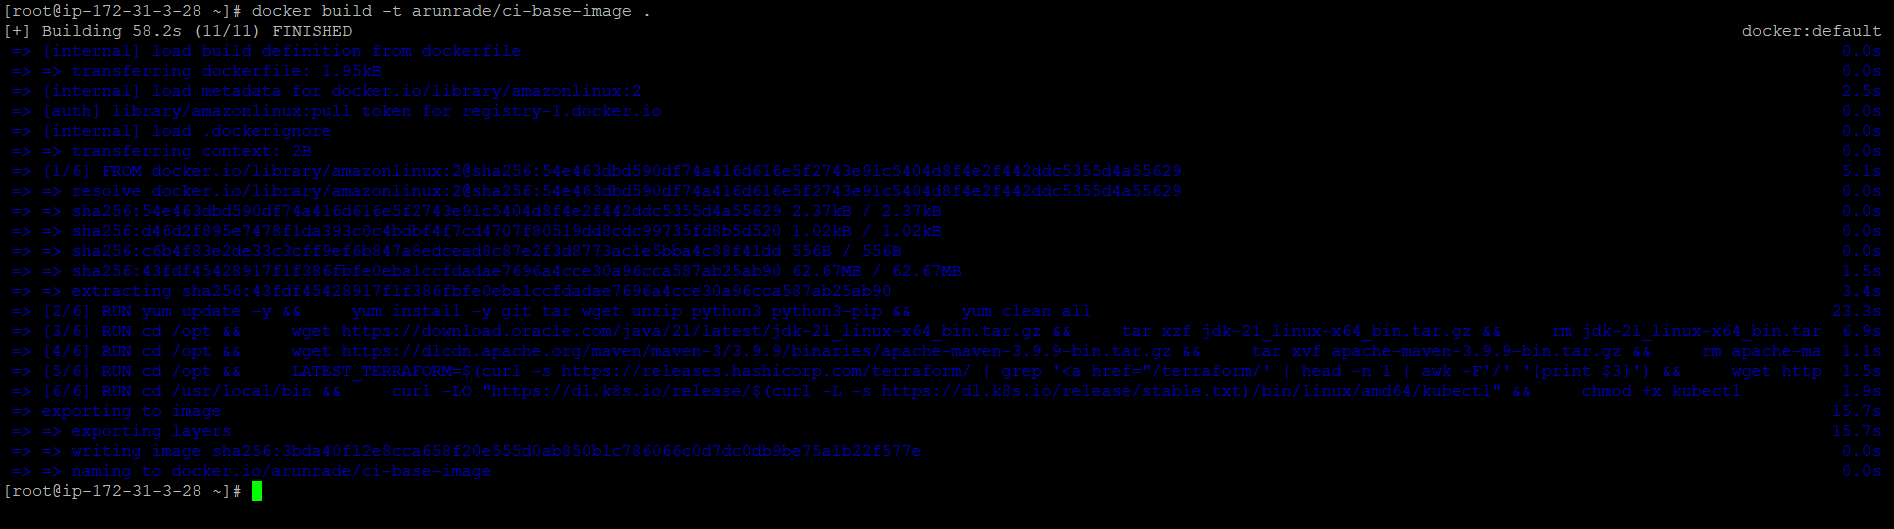 [root@ip-172-31-3-28 ~]# docker build -t arunrade/ci-base-image .
[+] Building 58.2s (11/11) FINISHED docker:default
=> [internal] load build definition from dockerfile 0.0s
=> => transferring dockerfile: 1.95kB 0.0s
=> [internal] load metadata for docker.io/library/amazonlinux:2 2.5s
=> [auth] library/amazonlinux:pull token for registry-1.docker.io 0.0s
=> [internal] load .dockerignore 0.0s
=> => transferring context: 2B 0.0s
=> [1/6] FROM docker.io/library/amazonlinux:2@sha256:54e463dbd590df74a416d616e5f2743e91c5404d8f4e2f442ddc5355d4a55629 5.1s
=> => resolve docker.io/library/amazonlinux:2@sha256:54e463dbd590df74a416d616e5f2743e91c5404d8f4e2f442ddc5355d4a55629 0.0s
=> => sha256:54e463dbd590df74a416d616e5f2743e91c5404d8f4e2f442ddc5355d4a55629 2.37kB / 2.37kB 0.0s
=> => sha256:d46d2f895e7478f1da393c0c4bdbf4f7cd4707f80519dd8cdc99735fd8b5d520 1.02kB / 1.02kB 0.0s
=> => sha256:c6b4f83e2de33c3cff9ef6b847a8edcead8c87e2f3d8773ac1e5bba4c88f41dd 556B / 556B 0.0s
=> => sha256:43fdf45428917f1f386fbfe0eba1ccfdadae7696a4cce30a96cca587ab25ab90 62.67MB / 62.67MB 1.5s
=> => extracting sha256:43fdf45428917f1f386fbfe0eba1ccfdadae7696a4cce30a96cca587ab25ab90 3.4s
=> [2/6] RUN yum update -y && yum install -y git tar wget unzip python3 python3-pip && yum clean all 23.3s
=> [3/6] RUN cd /opt && wget https://download.oracle.com/java/21/latest/jdk-21_linux-x64_bin.tar.gz && tar xzf jdk-21_linux-x64_bin.tar.gz && rm jdk-21_linux-x64_bin.tar 6.9s
=> [4/6] RUN cd /opt && wget https://dlcdn.apache.org/maven/maven-3/3.9.9/binaries/apache-maven-3.9.9-bin.tar.gz && tar xvf apache-maven-3.9.9-bin.tar.gz && rm apache-ma 1.1s
=> [5/6] RUN cd /opt && LATEST_TERRAFORM=$(curl -s https://releases.hashicorp.com/terraform/ | grep '<a href="/terraform/' | head -n 1 | awk -F'/' '{print $3}') && wget http 1.5s
=> [6/6] RUN cd /usr/local/bin && curl -LO "https://dl.k8s.io/release/$(curl -L -s https://dl.k8s.io/release/stable.txt)/bin/linux/amd64/kubectl" && chmod +x kubectl 1.9s
=> exporting to image 15.7s
=> => exporting layers 15.7s
=> => writing image sha256:3bda40f12e8cca658f20e555d0ab850b1c786066c0d7dc0db9be75a1b22f577e 0.0s
=> => naming to docker.io/arunrade/ci-base-image 0.0s
[root@ip-172-31-3-28 ~]#